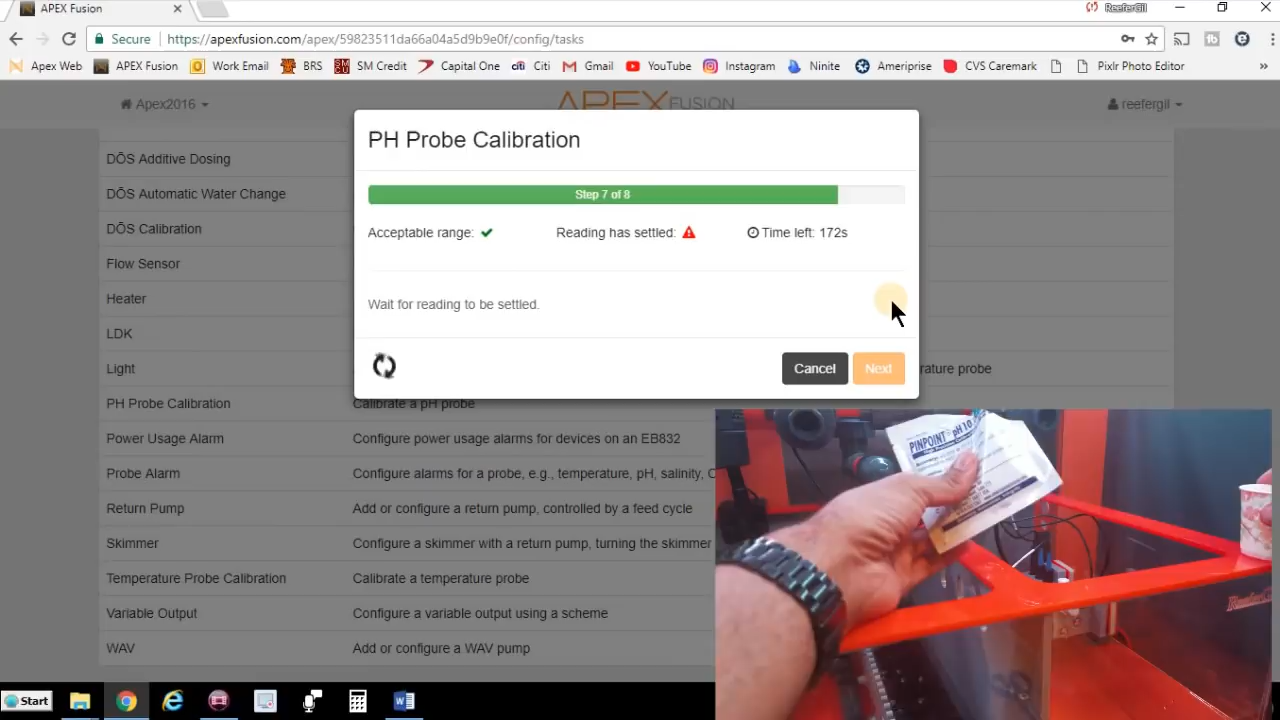 APEX Fusion
ReeferGil
Secure
https://apexfusion.com/apex/59823511da66a04a5d9b9e0f/config/tasks
Apex Web
APEX Fusion
Work Email
BRS
SM Credit
Capital One
citi
Citi
Gmail
YouTube
Instagram
Ninite
Ameriprise
CVS Caremark
Pixlr Photo Editor
»
Apex2016
APEX FUSION
reefergil
PH Probe Calibration
Step 7 of 8
Acceptable range:
Reading has settled:
Time left: 172s
Wait for reading to be settled.
Cancel
Next
DŌS Additive Dosing
DŌS Automatic Water Change
DŌS Calibration
Flow Sensor
Heater
LDK
Light
rature probe
PH Probe Calibration
Calibrate a pH probe
Power Usage Alarm
Configure power usage alarms for devices on an EB832
Probe Alarm
Configure alarms for a probe, e.g., temperature, pH, salinity,
Return Pump
Add or configure a return pump, controlled by a feed cycle
Skimmer
Configure a skimmer with a return pump, turning the skimmer
Temperature Probe Calibration
Calibrate a temperature probe
Variable Output
Configure a variable output using a scheme
WAV
Add or configure a WAV pump
PINPOINT pH 10
Start